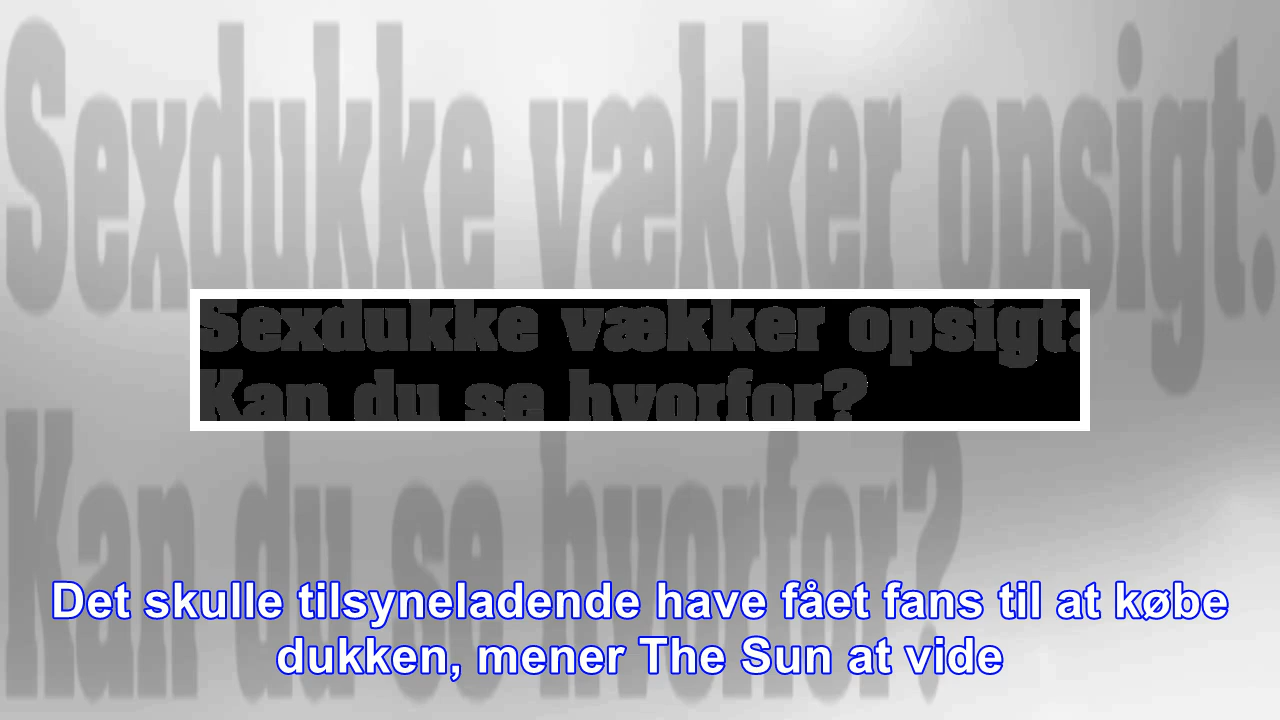 Sexdukke vækker opsigt:
Sexdukke vækker opsigt:
Kan du se hvorfor?
Kan du se hvorfor?
Det skulle tilsyneladende have fået fans til at købe
dukken, mener The Sun at vide